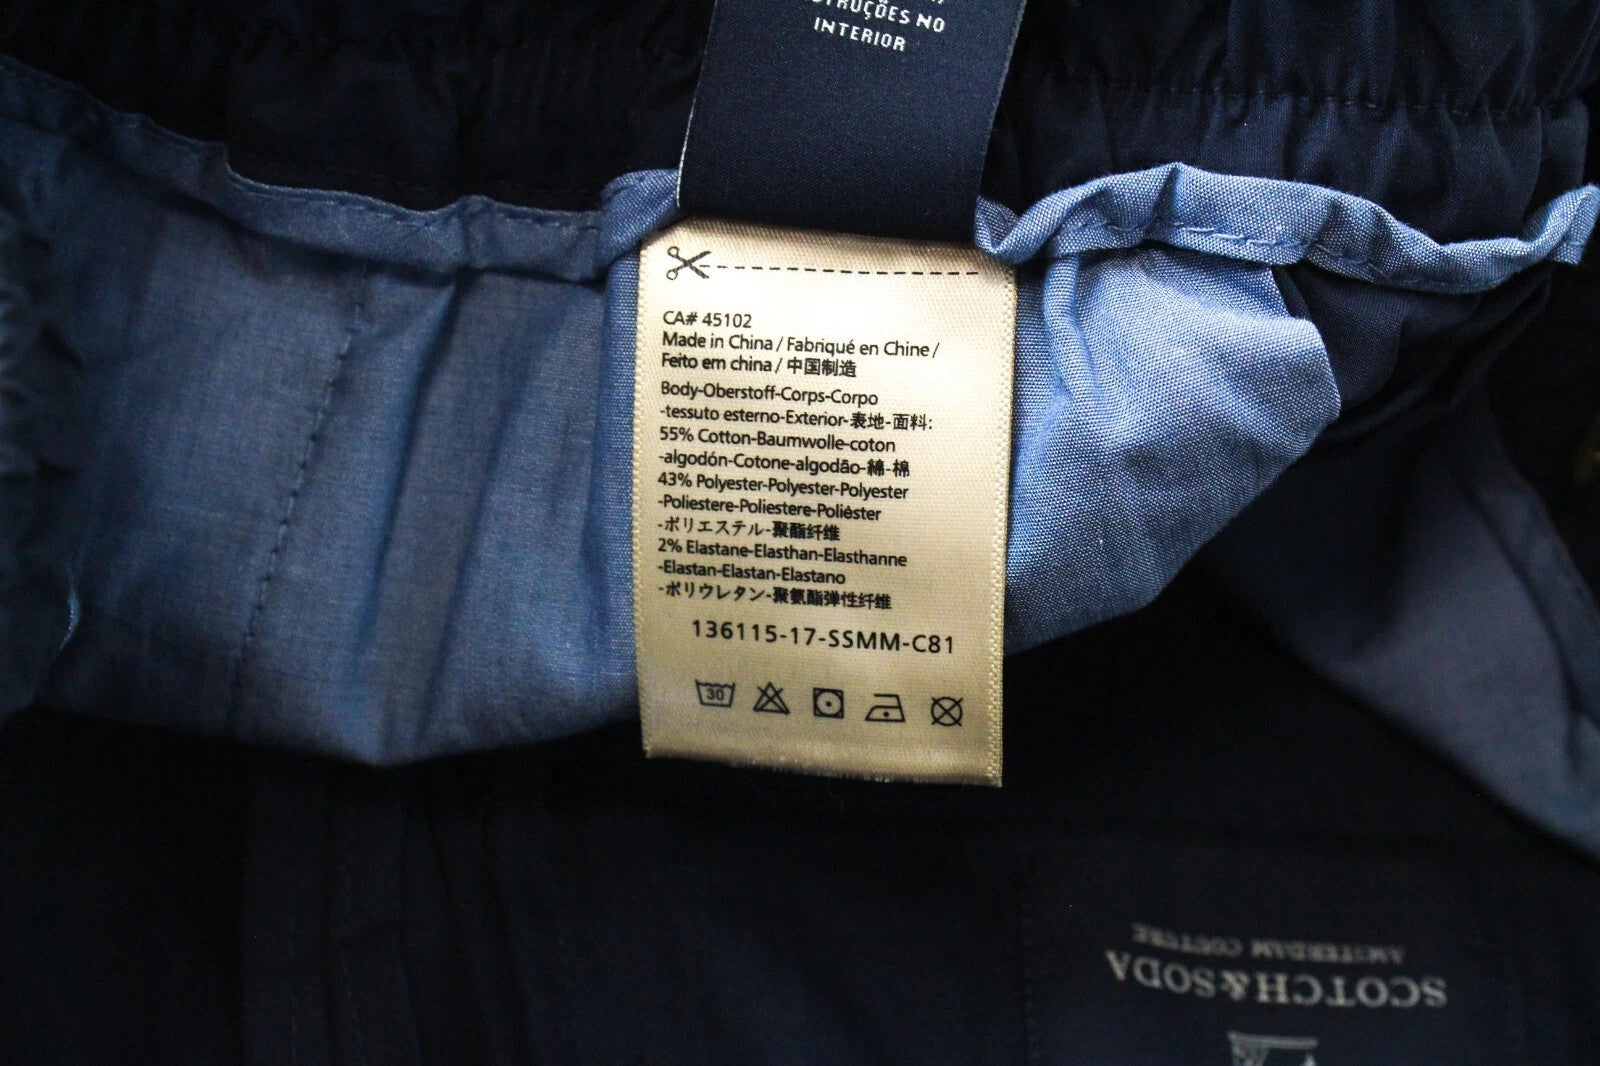 STRUÇÕES NO
INTERIOR
CA# 45102
Made in China / Fabriqué en Chine /
Feito em china / 中国制造
Body-Oberstoff-Corps-Corpo
-tessuto esterno-Exterior-表地-面料:
55% Cotton-Baumwolle-coton
-algodón-Cotone-algodão-綿-棉
43% Polyester-Polyester-Polyester
-Poliestere-Poliestere-Poliéster
-ポリエステル-聚酯纤维
2% Elastane-Elasthan-Elasthanne
-Elastan-Elastan-Elastano
-ポリウレタン-聚氨酯弹性纤维
136115-17-SSMM-C81
30
SCOTCH&SODA
AMSTERDAM COUTURE